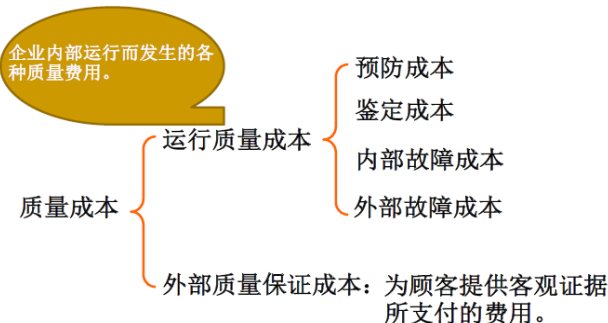 企业内部运行而发生的各
种质量费用。
预防成本
鉴定成本
运行质量成本
内部故障成本
质量成本
外部故障成本
外部质量保证成本：为顾客提供客观证据
所支付的费用。